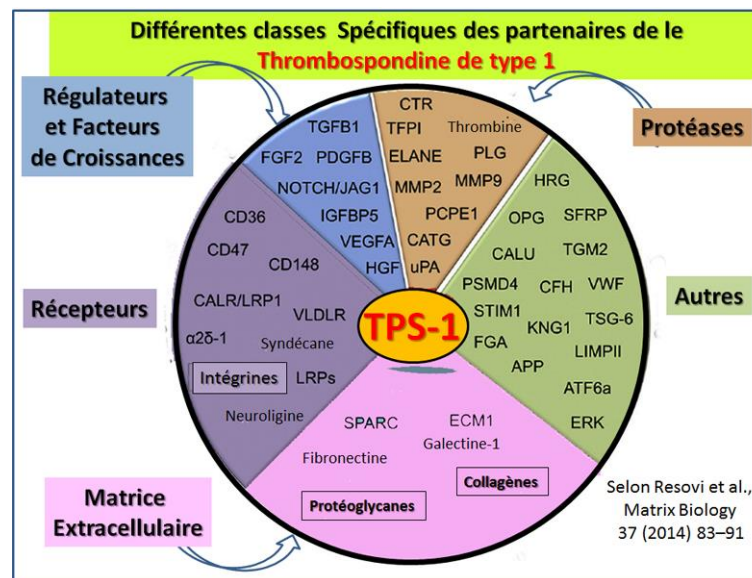 Différentes classes Spécifiques des partenaires de le
Thrombospondine de type 1
Régulateurs
et Facteurs
de Croissances
Protéases
Récepteurs
Autres
Matrice
Extracellulaire
TGFB1
FGF2 PDGFB
NOTCH/JAG1
IGFBP5
VEGFA
HGF
CTR
TFPI Thrombine
ELANE PLG
MMP2 MMP9
PCPE1
CATG
uPA
HRG
OPG SFRP
CALU TGM2
PSMD4 CFH VWF
STIM1 KNG1 TSG-6
FGA LIMPII
APP
ATF6a
ERK
CD36
CD47
CD148
CALR/LRP1
VLDLR
α2δ-1
Syndécane
Intégrines LRPs
Neuroligine
TPS-1
SPARC ECM1
Galectine-1
Fibronectine
Collagènes
Protéoglycanes
Selon Resovi et al.,
Matrix Biology
37 (2014) 83–91